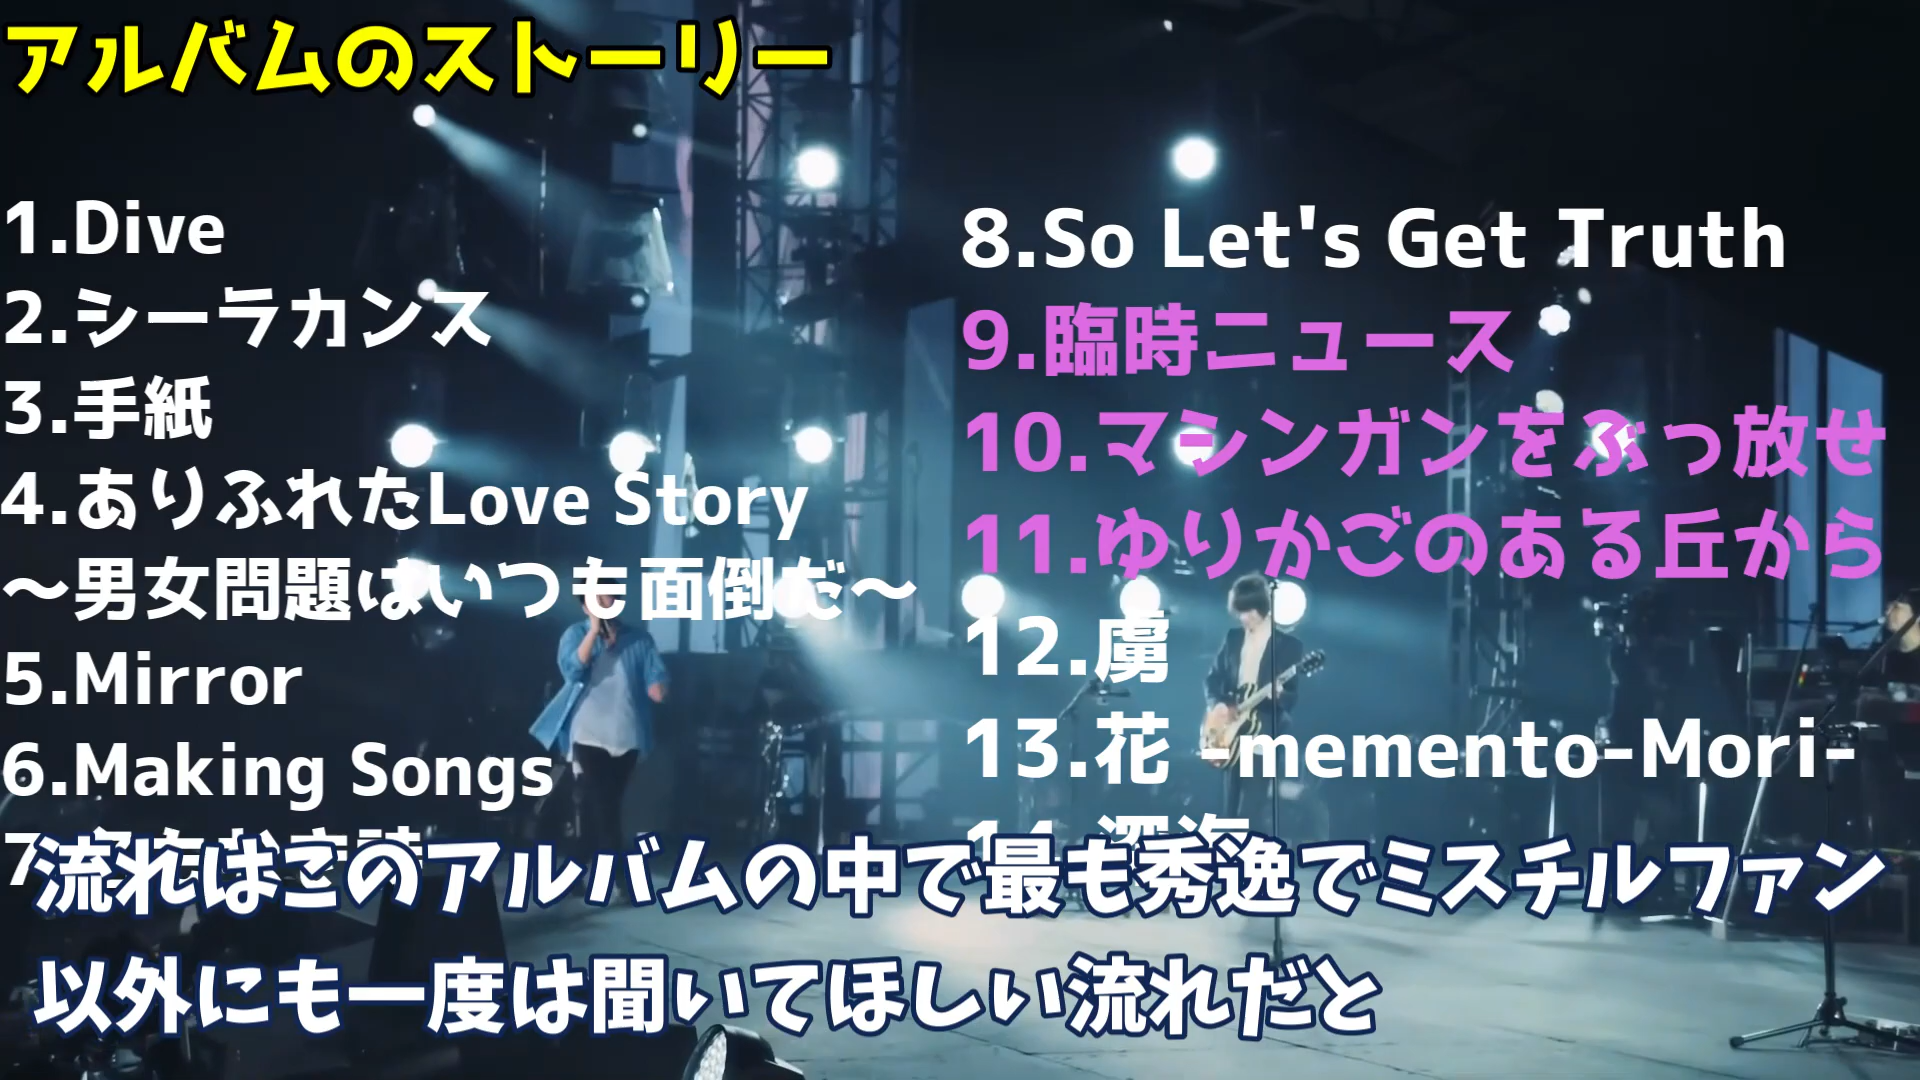 アルバムのストーリー
1.Dive
2.シーラカンス
3.手紙
4.ありふれたLove Story
～男女問題はいつも面倒だ～
5.Mirror
6.Making Songs
7
8.So Let's Get Truth
9.臨時ニュース
10.マシンガンをぶっ放せ
11.ゆりかごのある丘から
12.虜
13.花 -memento-Mori-
14.深海
流れはこのアルバムの中で最も秀逸でミスチルファン
以外にも一度は聞いてほしい流れだと